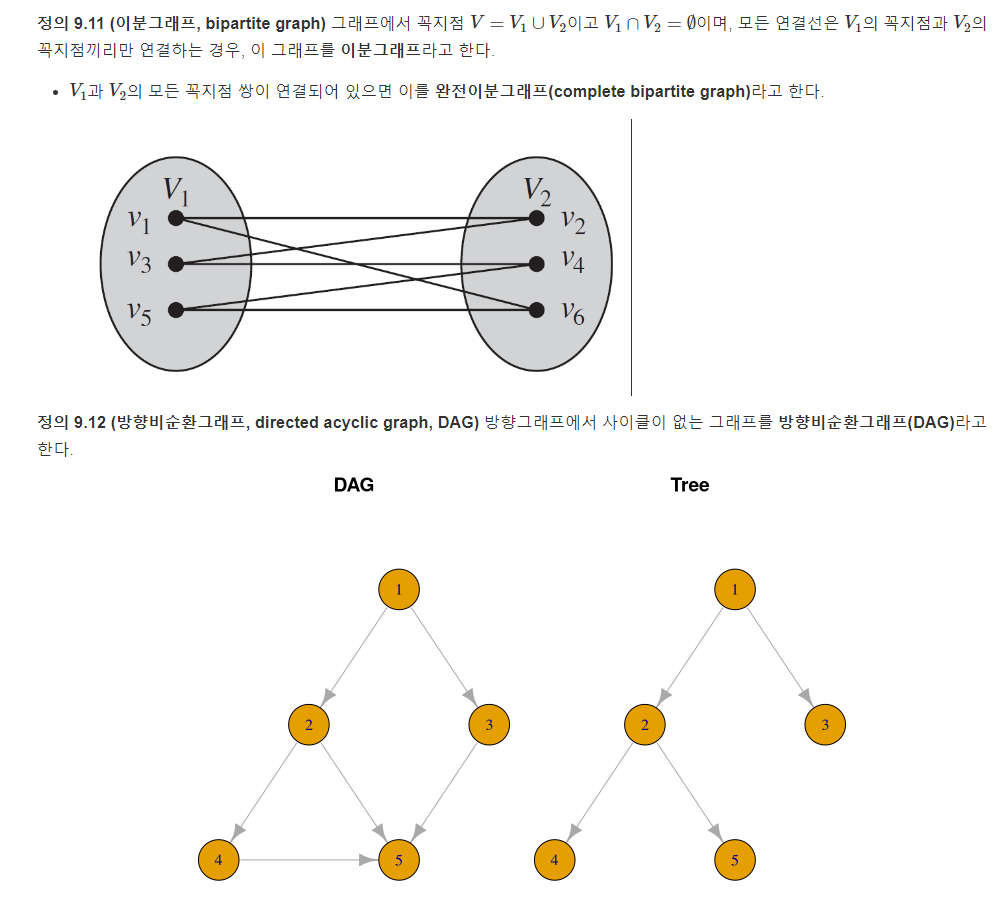 정의 9.11 (이분그래프, bipartite graph) 그래프에서 꼭지점 V = V₁ ∪ V₂이고 V₁ ∩ V₂ = ∅이며, 모든 연결선은 V₁의 꼭지점과 V₂의
꼭지점끼리만 연결하는 경우, 이 그래프를 이분그래프라고 한다.
• V₁과 V₂의 모든 꼭지점 쌍이 연결되어 있으면 이를 완전이분그래프(complete bipartite graph)라고 한다.
V₁ V₂
v₁ v₂
v₃ v₄
v₅ v₆
정의 9.12 (방향비순환그래프, directed acyclic graph, DAG) 방향그래프에서 사이클이 없는 그래프를 방향비순환그래프(DAG)라고
한다.
DAG Tree
1 1
2 3 2 3
4 5 4 5